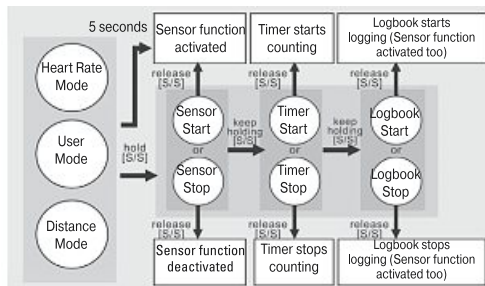 5 seconds
Sensor function
activated
Timer starts
counting
Logbook starts
logging (Sensor function
activated too)
Heart Rate
Mode
User
Mode
Distance
Mode
release
[S/S]
release
[S/S]
release
[S/S]
hold
[S/S]
Sensor
Start
or
Sensor
Stop
keep
holding
[S/S]
Timer
Start
or
Timer
Stop
keep
holding
[S/S]
Logbook
Start
or
Logbook
Stop
release
[S/S]
release
[S/S]
release
[S/S]
Sensor function
deactivated
Timer stops
counting
Logbook stops
logging (Sensor function
activated too)